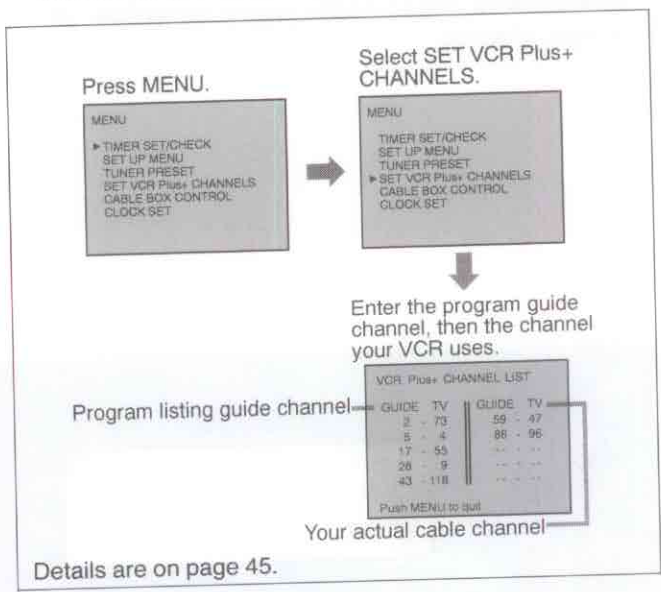 Press MENU.
MENU
▶ TIMER SET/CHECK
SET UP MENU
TUNER PRESET
SET VCR Plus+ CHANNELS
CABLE BOX CONTROL
CLOCK SET
Select SET VCR Plus+
CHANNELS.
MENU
TIMER SET/CHECK
SET UP MENU
TUNER PRESET
▶ SET VCR Plus+ CHANNELS
CABLE BOX CONTROL
CLOCK SET
Enter the program guide
channel, then the channel
your VCR uses.
VCR Plus+ CHANNEL LIST
Program listing guide channel
GUIDE TV GUIDE TV
2 - 73 59 - 47
5 - 4 86 - 96
17 - 55 -- - --
28 - 9 -- - --
43 - 118 -- - --
Push MENU to quit
Your actual cable channel
Details are on page 45.